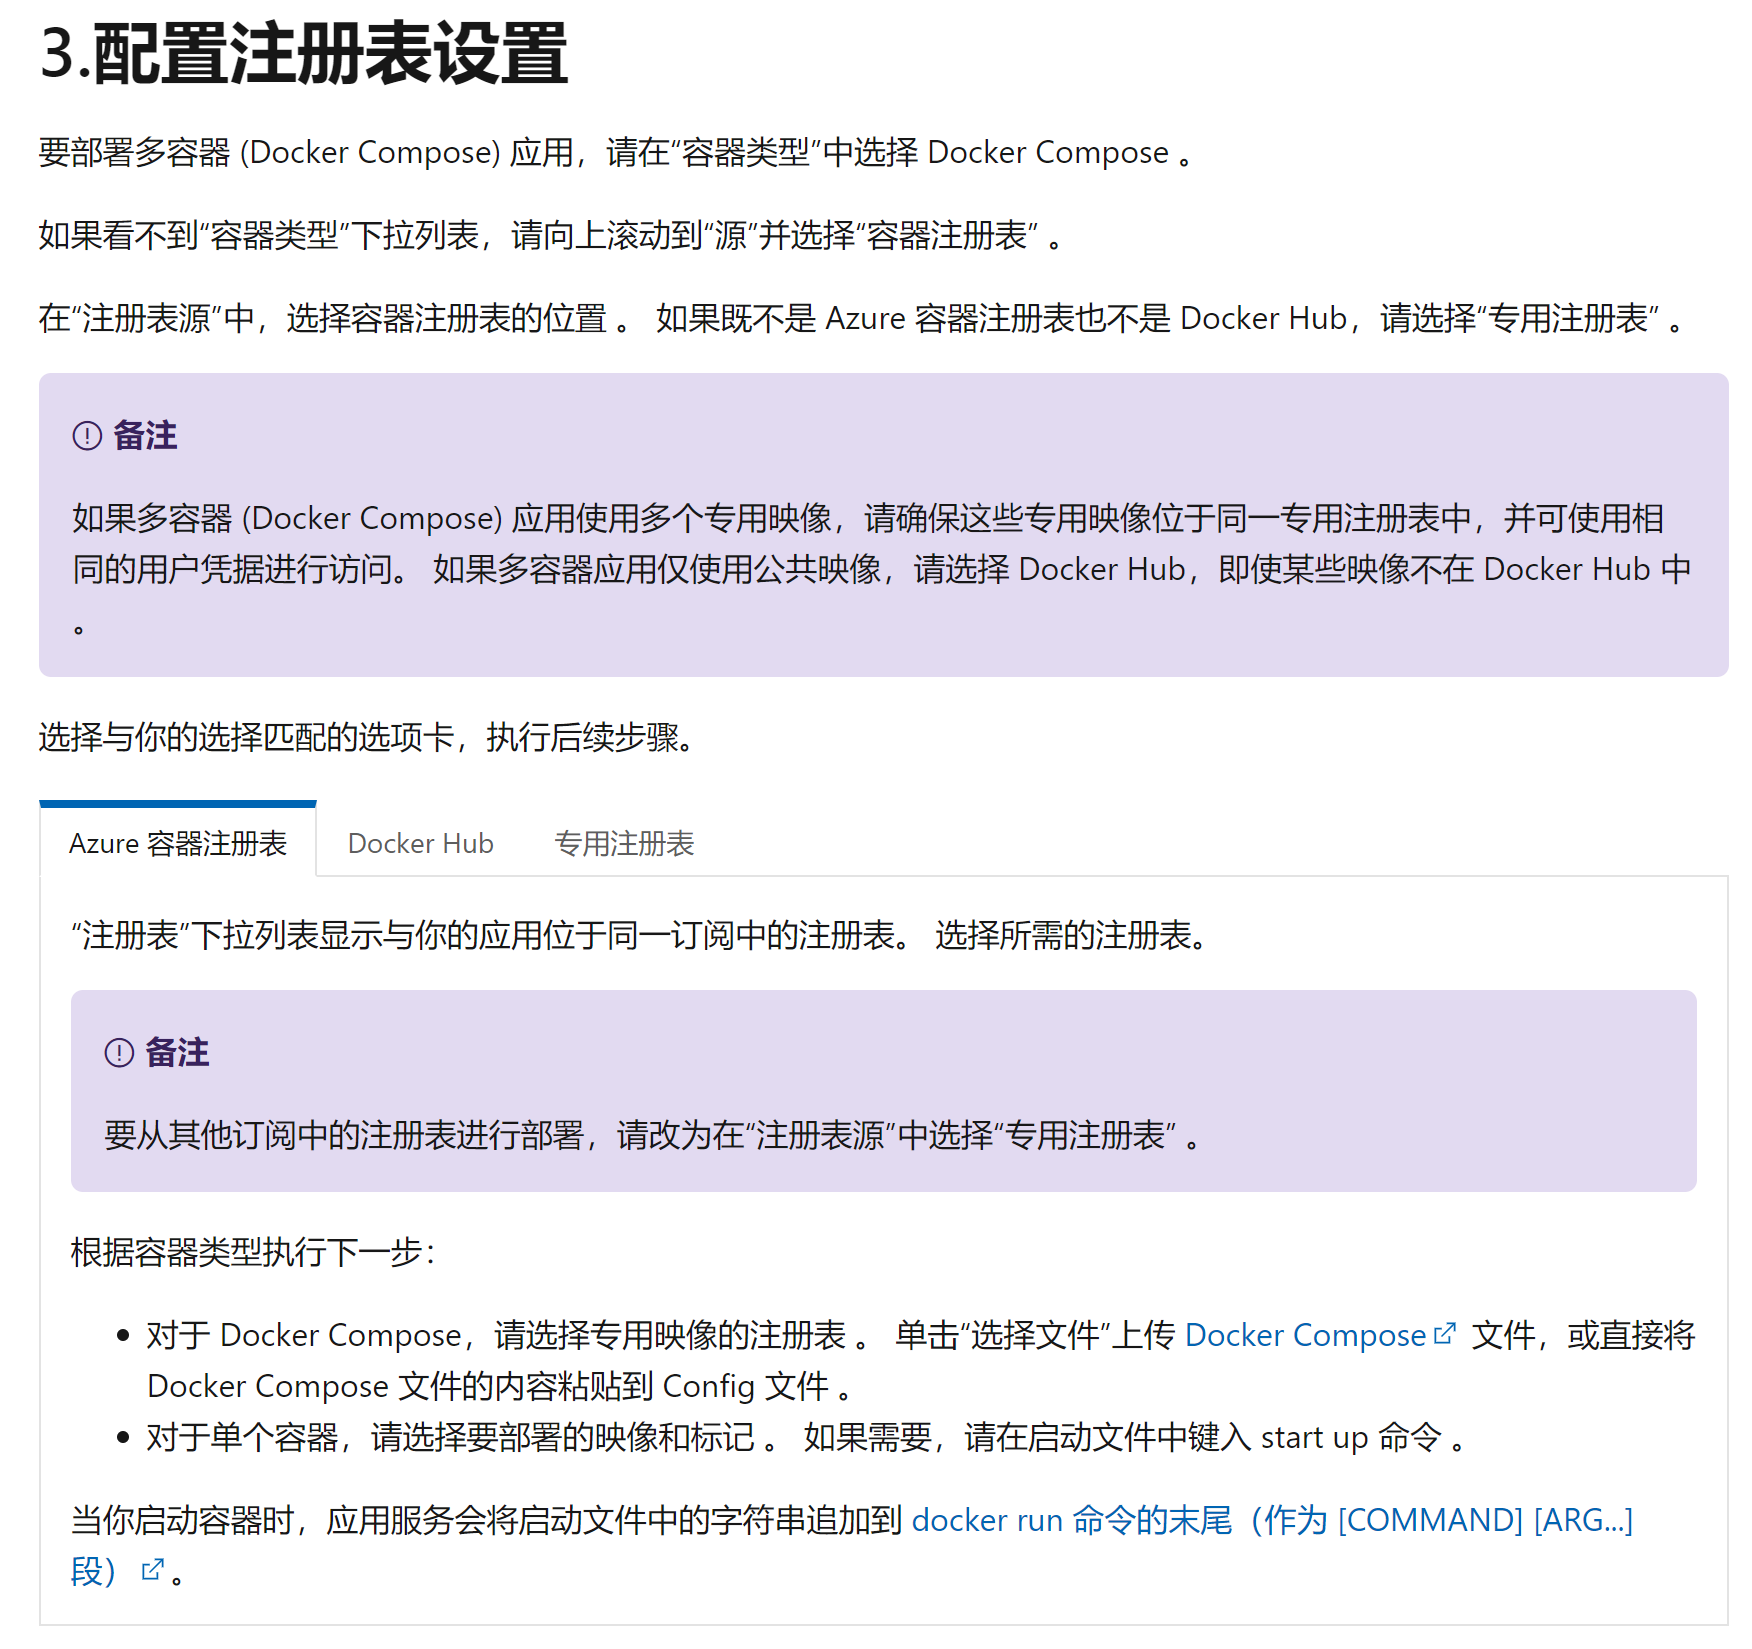 3.配置注册表设置
要部署多容器 (Docker Compose) 应用，请在“容器类型”中选择 Docker Compose 。
如果看不到“容器类型”下拉列表，请向上滚动到“源”并选择“容器注册表” 。
在“注册表源”中，选择容器注册表的位置 。 如果既不是 Azure 容器注册表也不是 Docker Hub，请选择“专用注册表” 。
备注
如果多容器 (Docker Compose) 应用使用多个专用映像，请确保这些专用映像位于同一专用注册表中，并可使用相
同的用户凭据进行访问。 如果多容器应用仅使用公共映像，请选择 Docker Hub，即使某些映像不在 Docker Hub 中
。
选择与你的选择匹配的选项卡，执行后续步骤。
Azure 容器注册表 Docker Hub 专用注册表
“注册表”下拉列表显示与你的应用位于同一订阅中的注册表。 选择所需的注册表。
备注
要从其他订阅中的注册表进行部署，请改为在“注册表源”中选择“专用注册表” 。
根据容器类型执行下一步：
• 对于 Docker Compose，请选择专用映像的注册表 。 单击“选择文件”上传 Docker Compose 文件，或直接将
Docker Compose 文件的内容粘贴到 Config 文件 。
• 对于单个容器，请选择要部署的映像和标记 。 如果需要，请在启动文件中键入 start up 命令 。
当你启动容器时，应用服务会将启动文件中的字符串追加到 docker run 命令的末尾（作为 [COMMAND] [ARG...]
段） 。